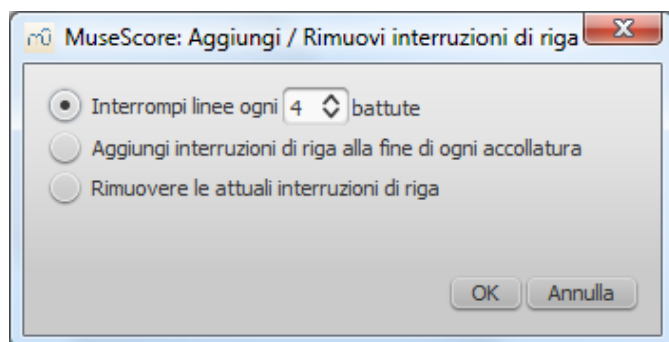 MuseScore: Aggiungi / Rimuovi interruzioni di riga
Interrompi linee ogni 4 battute
Aggiungi interruzioni di riga alla fine di ogni accollatura
Rimuovere le attuali interruzioni di riga
OK Annulla